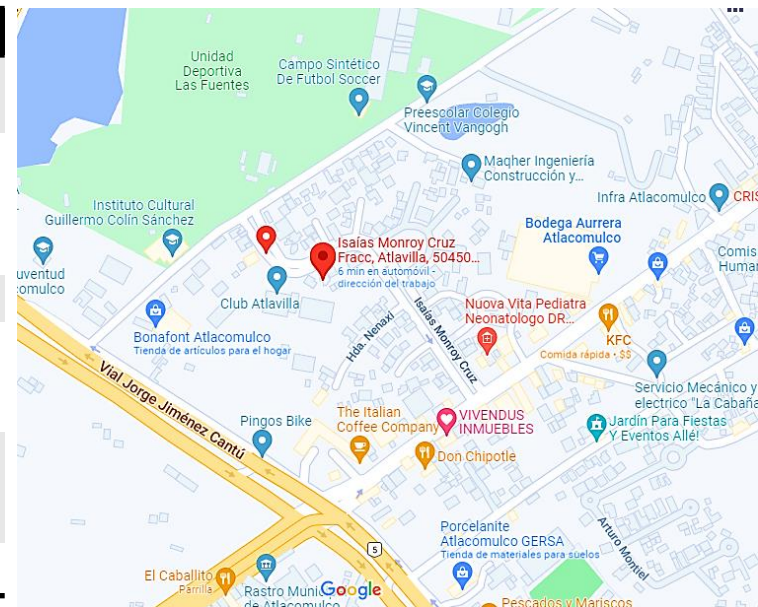 Unidad
Deportiva
Las Fuentes
Campo Sintético
De Futbol Soccer
Preescolar Colegio
Vincent Vangogh
Maqher Ingeniería
Construcción y...
Infra Atlacomulco
CRIS
Instituto Cultural
Guillermo Colín Sánchez
Bodega Aurrera
Atlacomulco
Isaías Monroy Cruz
Fracc, Atlavilla, 50450...
6 min en automóvil -
dirección del trabajo
Comis
Humar
uventud
comulco
Club Atlavilla
Nuova Vita Pediatra
Neonatologo DR...
Isaías Monroy Cruz
Hda. Nenaxi
Bonafont Atlacomulco
Tienda de artículos para el hogar
KFC
Comida rápida • $$
Vial Jorge Jiménez Cantú
Servicio Mecánico y
electrico "La Cabaña
Pingos Bike
The Italian
Coffee Company
VIVENDUS
INMUEBLES
Jardín Para Fiestas
Y Eventos Allé!
Don Chipotle
Porcelanite
Atlacomulco GERSA
Tienda de materiales para suelos
Arturo Montiel
5
El Caballito
Parrilla
Rastro Munic
de Atlacomulco
Google
Pescados y Mariscos